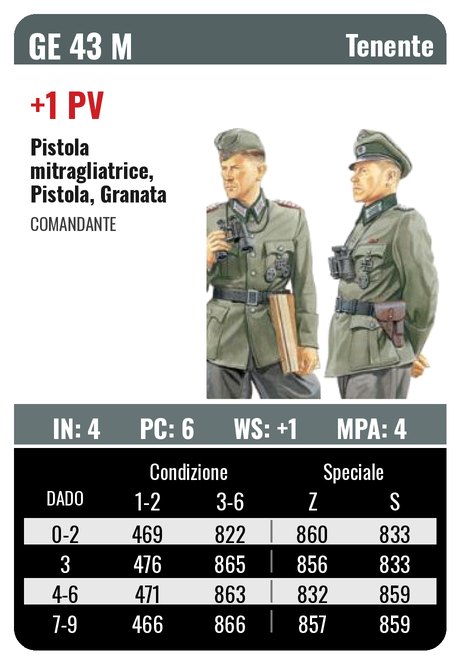 GE 43 M Tenente
+1 PV
Pistola
mitragliatrice,
Pistola, Granata
COMANDANTE
IN: 4 PC: 6 WS: +1 MPA: 4
Condizione Speciale
DADO 1-2 3-6 Z S
0-2 469 822 860 833
3 476 865 856 833
4-6 471 863 832 859
7-9 466 866 857 859